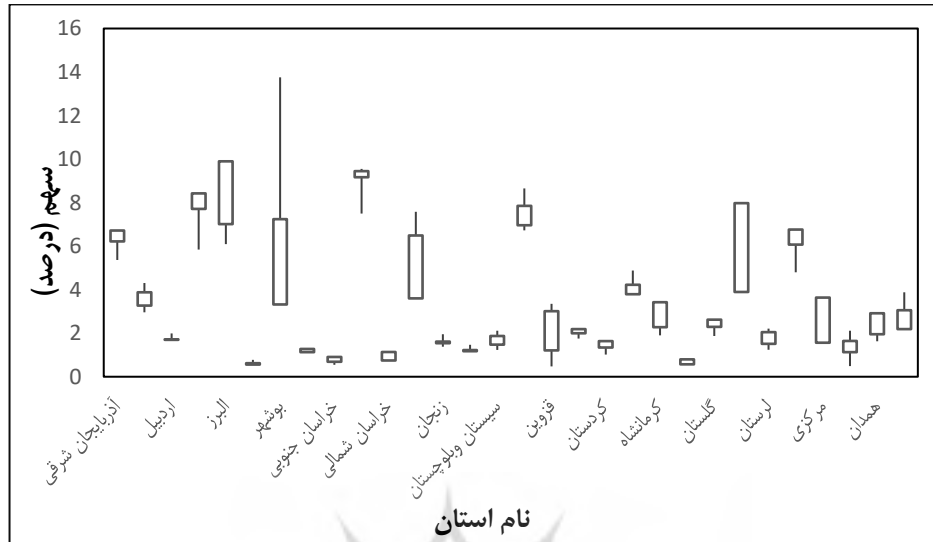 16
14
12
10
8
6
4
2
0
سهم (درصد)
آذربایجان شرقی
اردبیل
البرز
بوشهر
خراسان جنوبی
خراسان شمالی
زنجان
سیستان وبلوچستان
قزوین
کردستان
کرمانشاه
گلستان
لرستان
مرکزی
همدان
نام استان